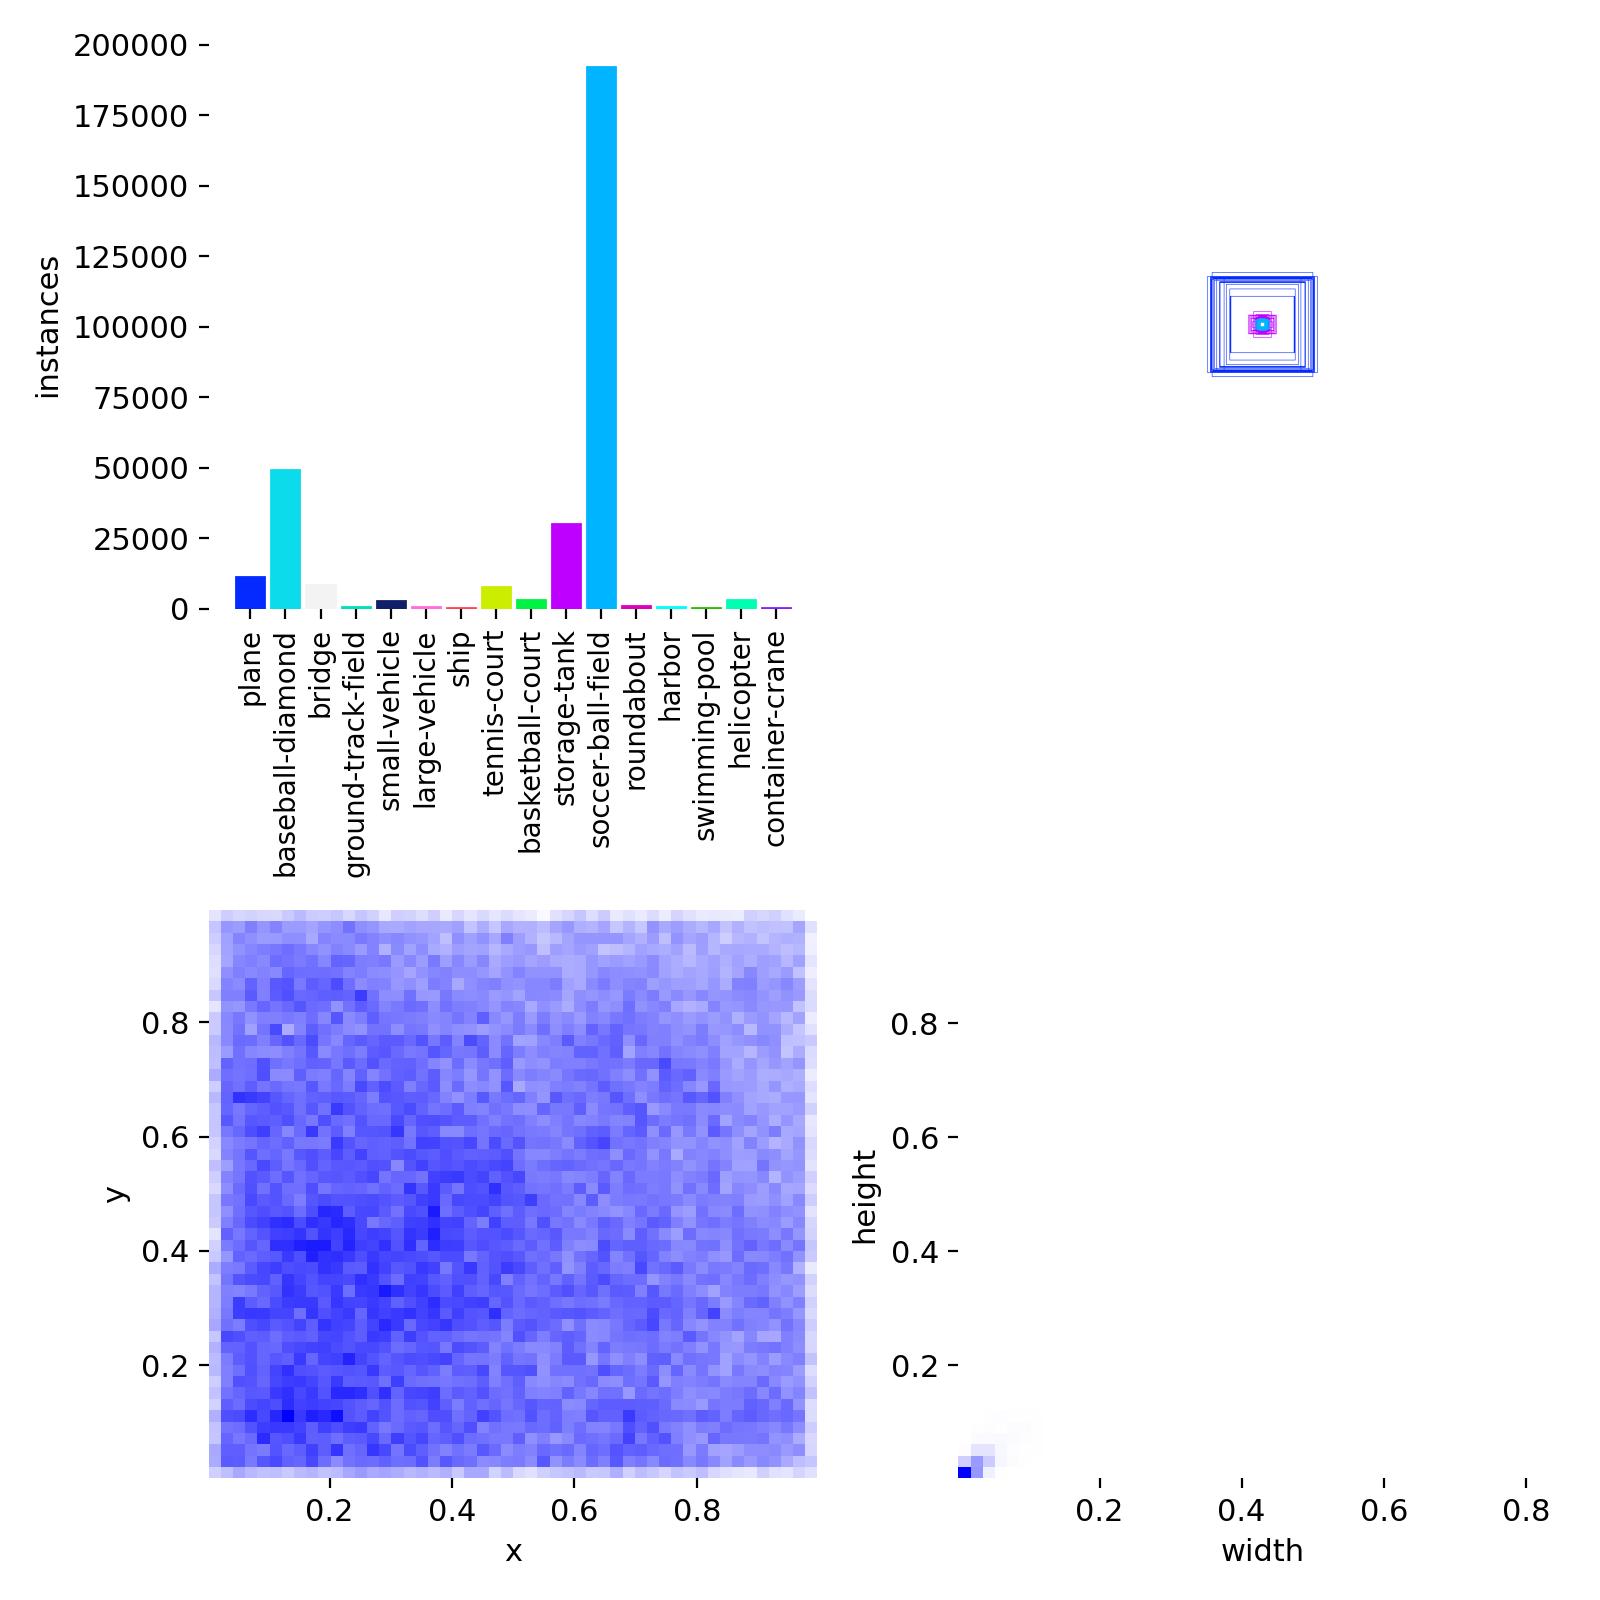 200000
175000
150000
125000
100000
75000
50000
25000
0
instances
plane
baseball-diamond
bridge
ground-track-field
small-vehicle
large-vehicle
ship
tennis-court
basketball-court
storage-tank
soccer-ball-field
roundabout
harbor
swimming-pool
helicopter
container-crane
0.8
0.6
0.4
0.2
y
0.2 0.4 0.6 0.8
x
0.8
0.6
0.4
0.2
height
0.2 0.4 0.6 0.8
width